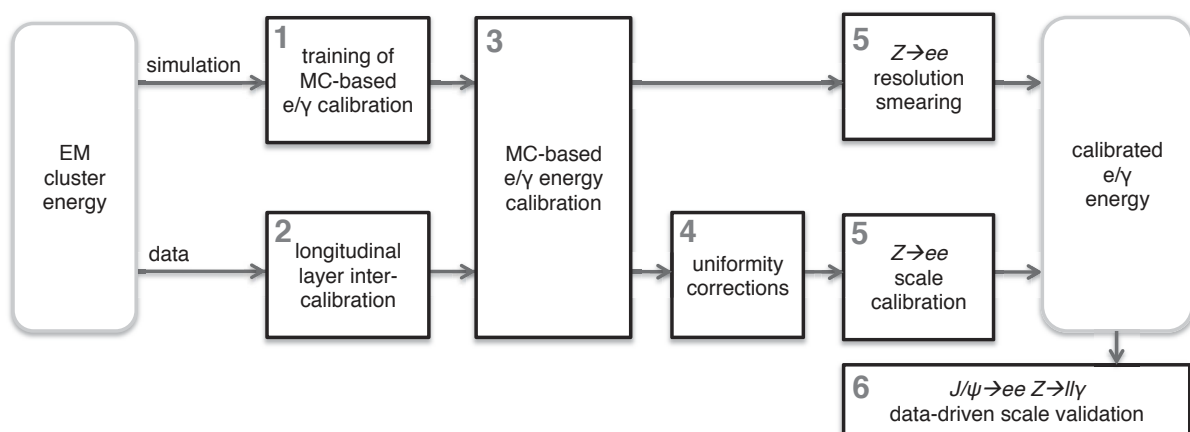 EM
cluster
energy
simulation
data
1
training of
MC-based
e/γ calibration
2
longitudinal
layer inter-
calibration
3
MC-based
e/γ energy
calibration
4
uniformity
corrections
5
Z→ee
resolution
smearing
5
Z→ee
scale
calibration
calibrated
e/γ
energy
6
J/ψ→ee Z→llγ
data-driven scale validation